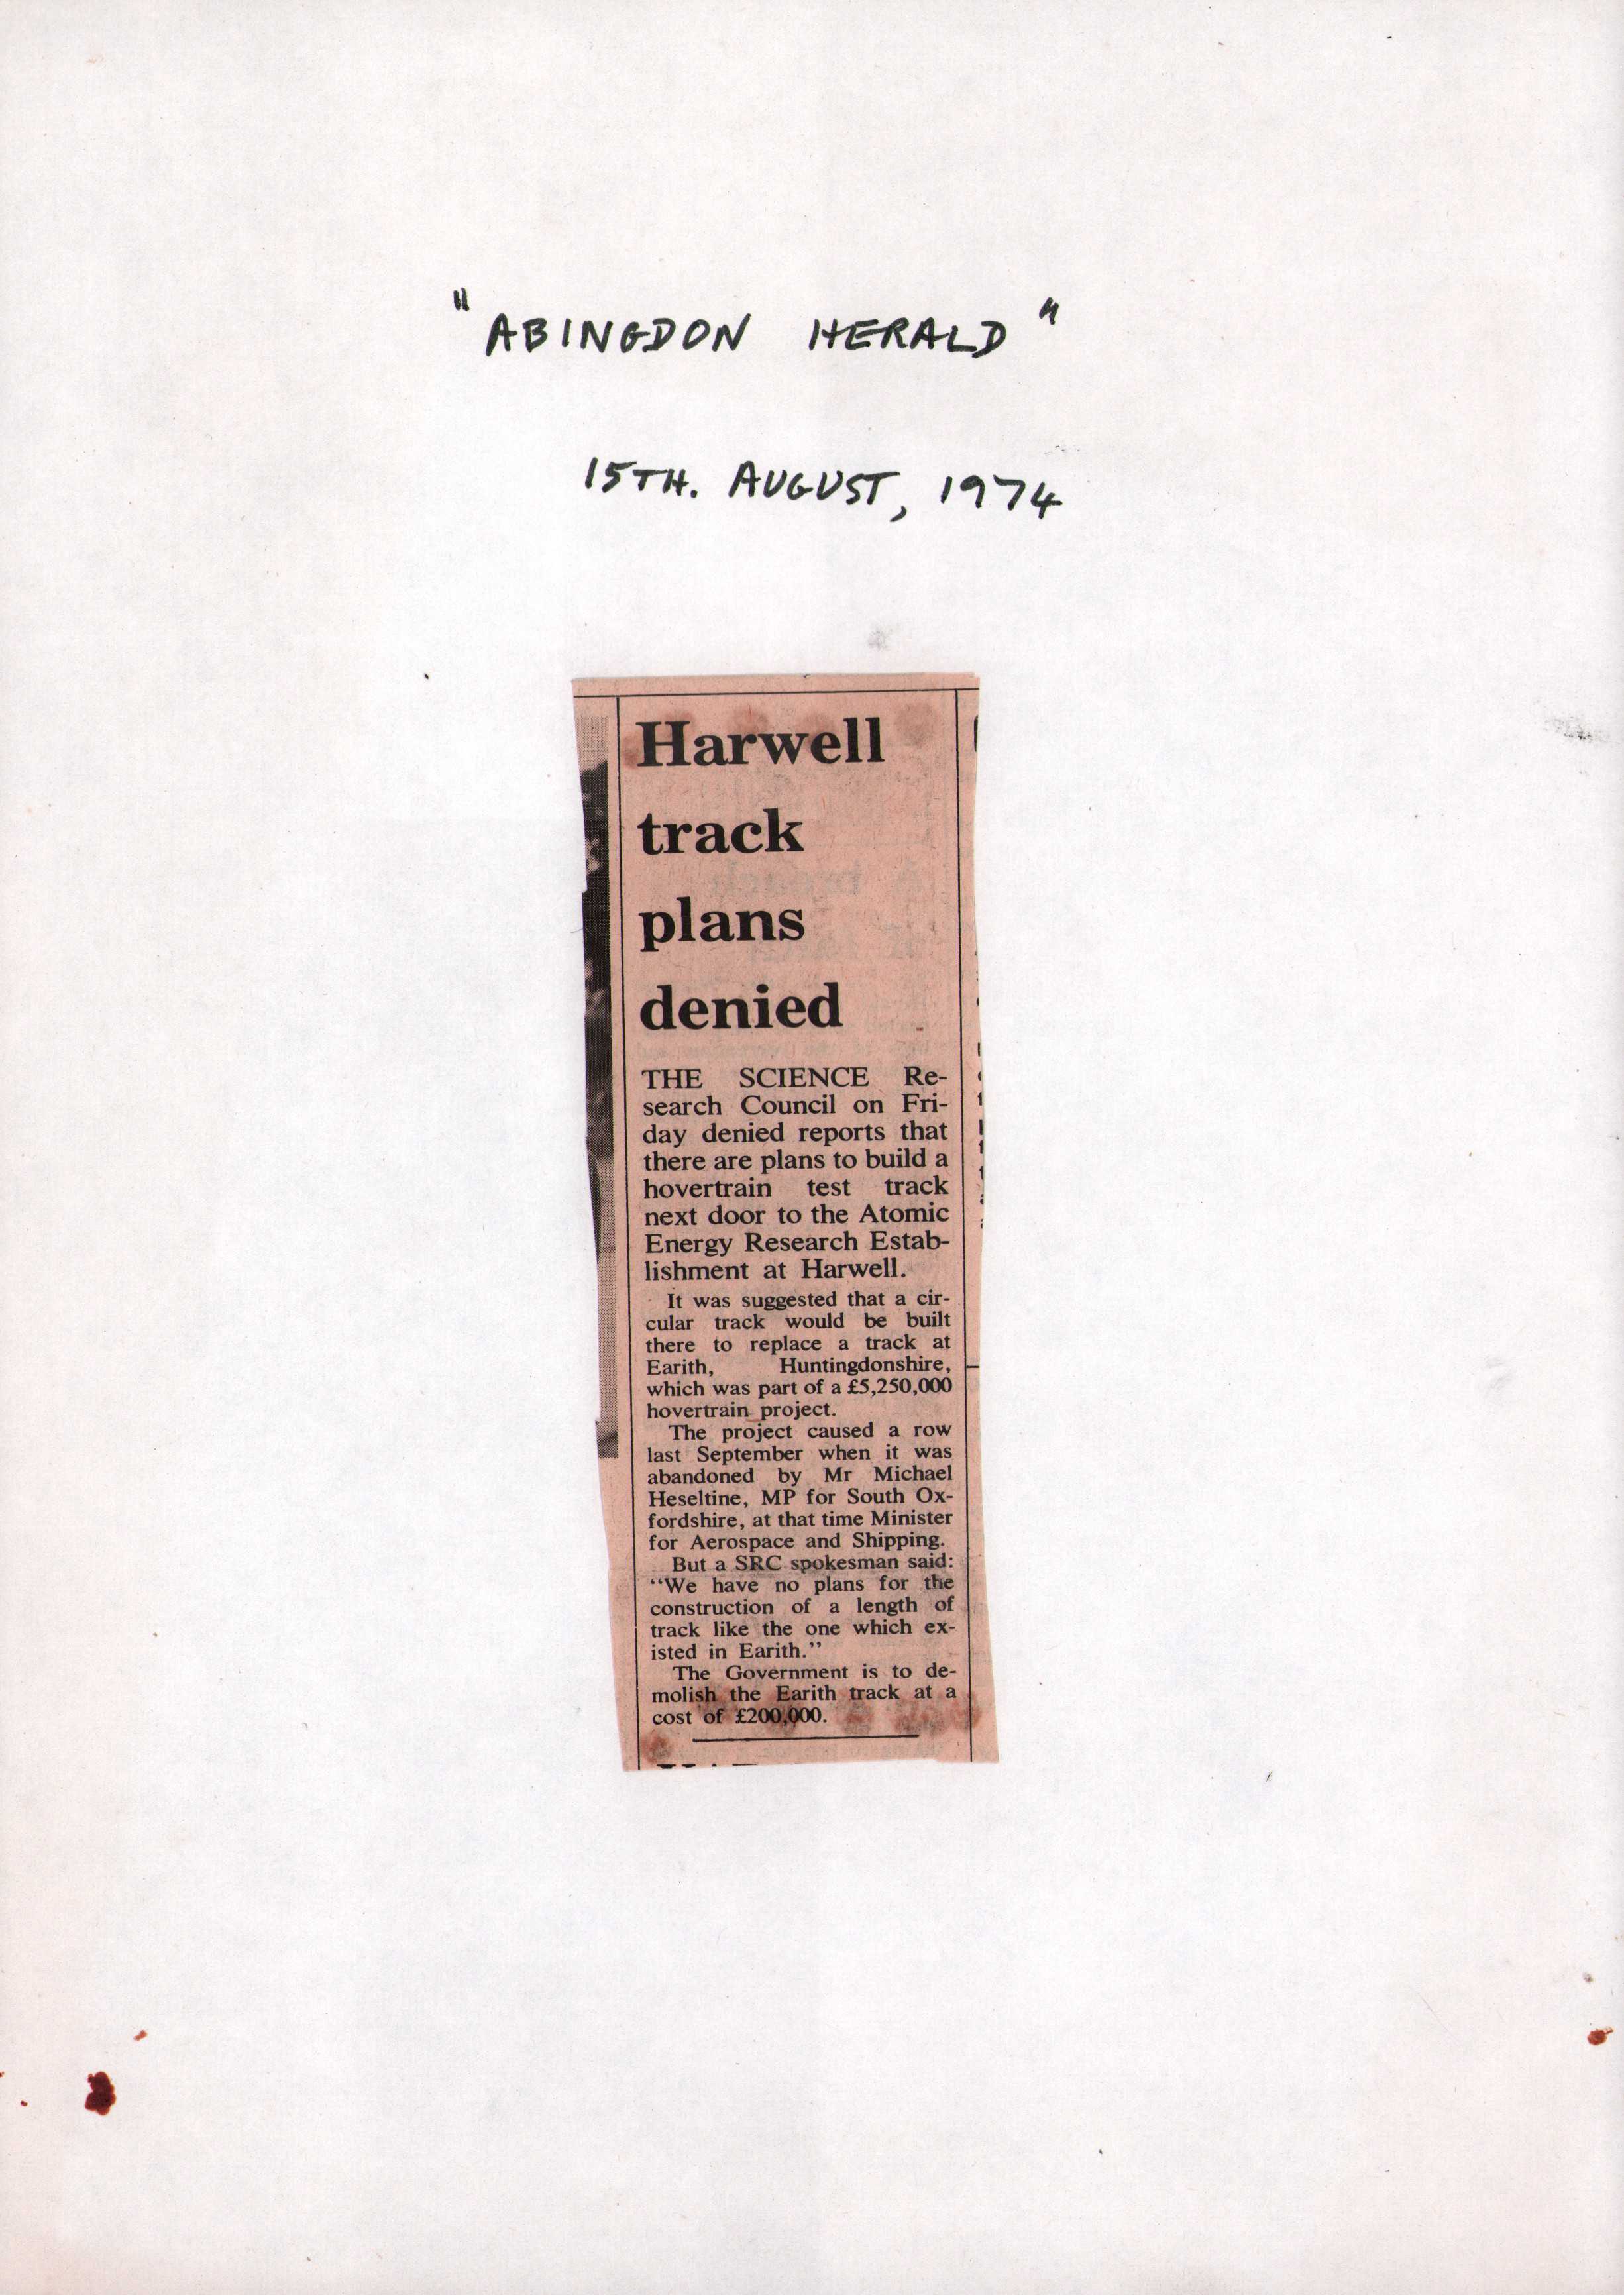 "ABINGDON HERALD"
15TH. AUGUST, 1974
Harwell
track
plans
denied
THE SCIENCE Re-
search Council on Fri-
day denied reports that
there are plans to build a
hovertrain test track
next door to the Atomic
Energy Research Estab-
lishment at Harwell.
It was suggested that a cir-
cular track would be built
there to replace a track at
Earith, Huntingdonshire,
which was part of a £5,250,000
hovertrain project.
The project caused a row
last September when it was
abandoned by Mr Michael
Heseltine, MP for South Ox-
fordshire, at that time Minister
for Aerospace and Shipping.
But a SRC spokesman said:
"We have no plans for the
construction of a length of
track like the one which ex-
isted in Earith."
The Government is to de-
molish the Earith track at a
cost of £200,000.